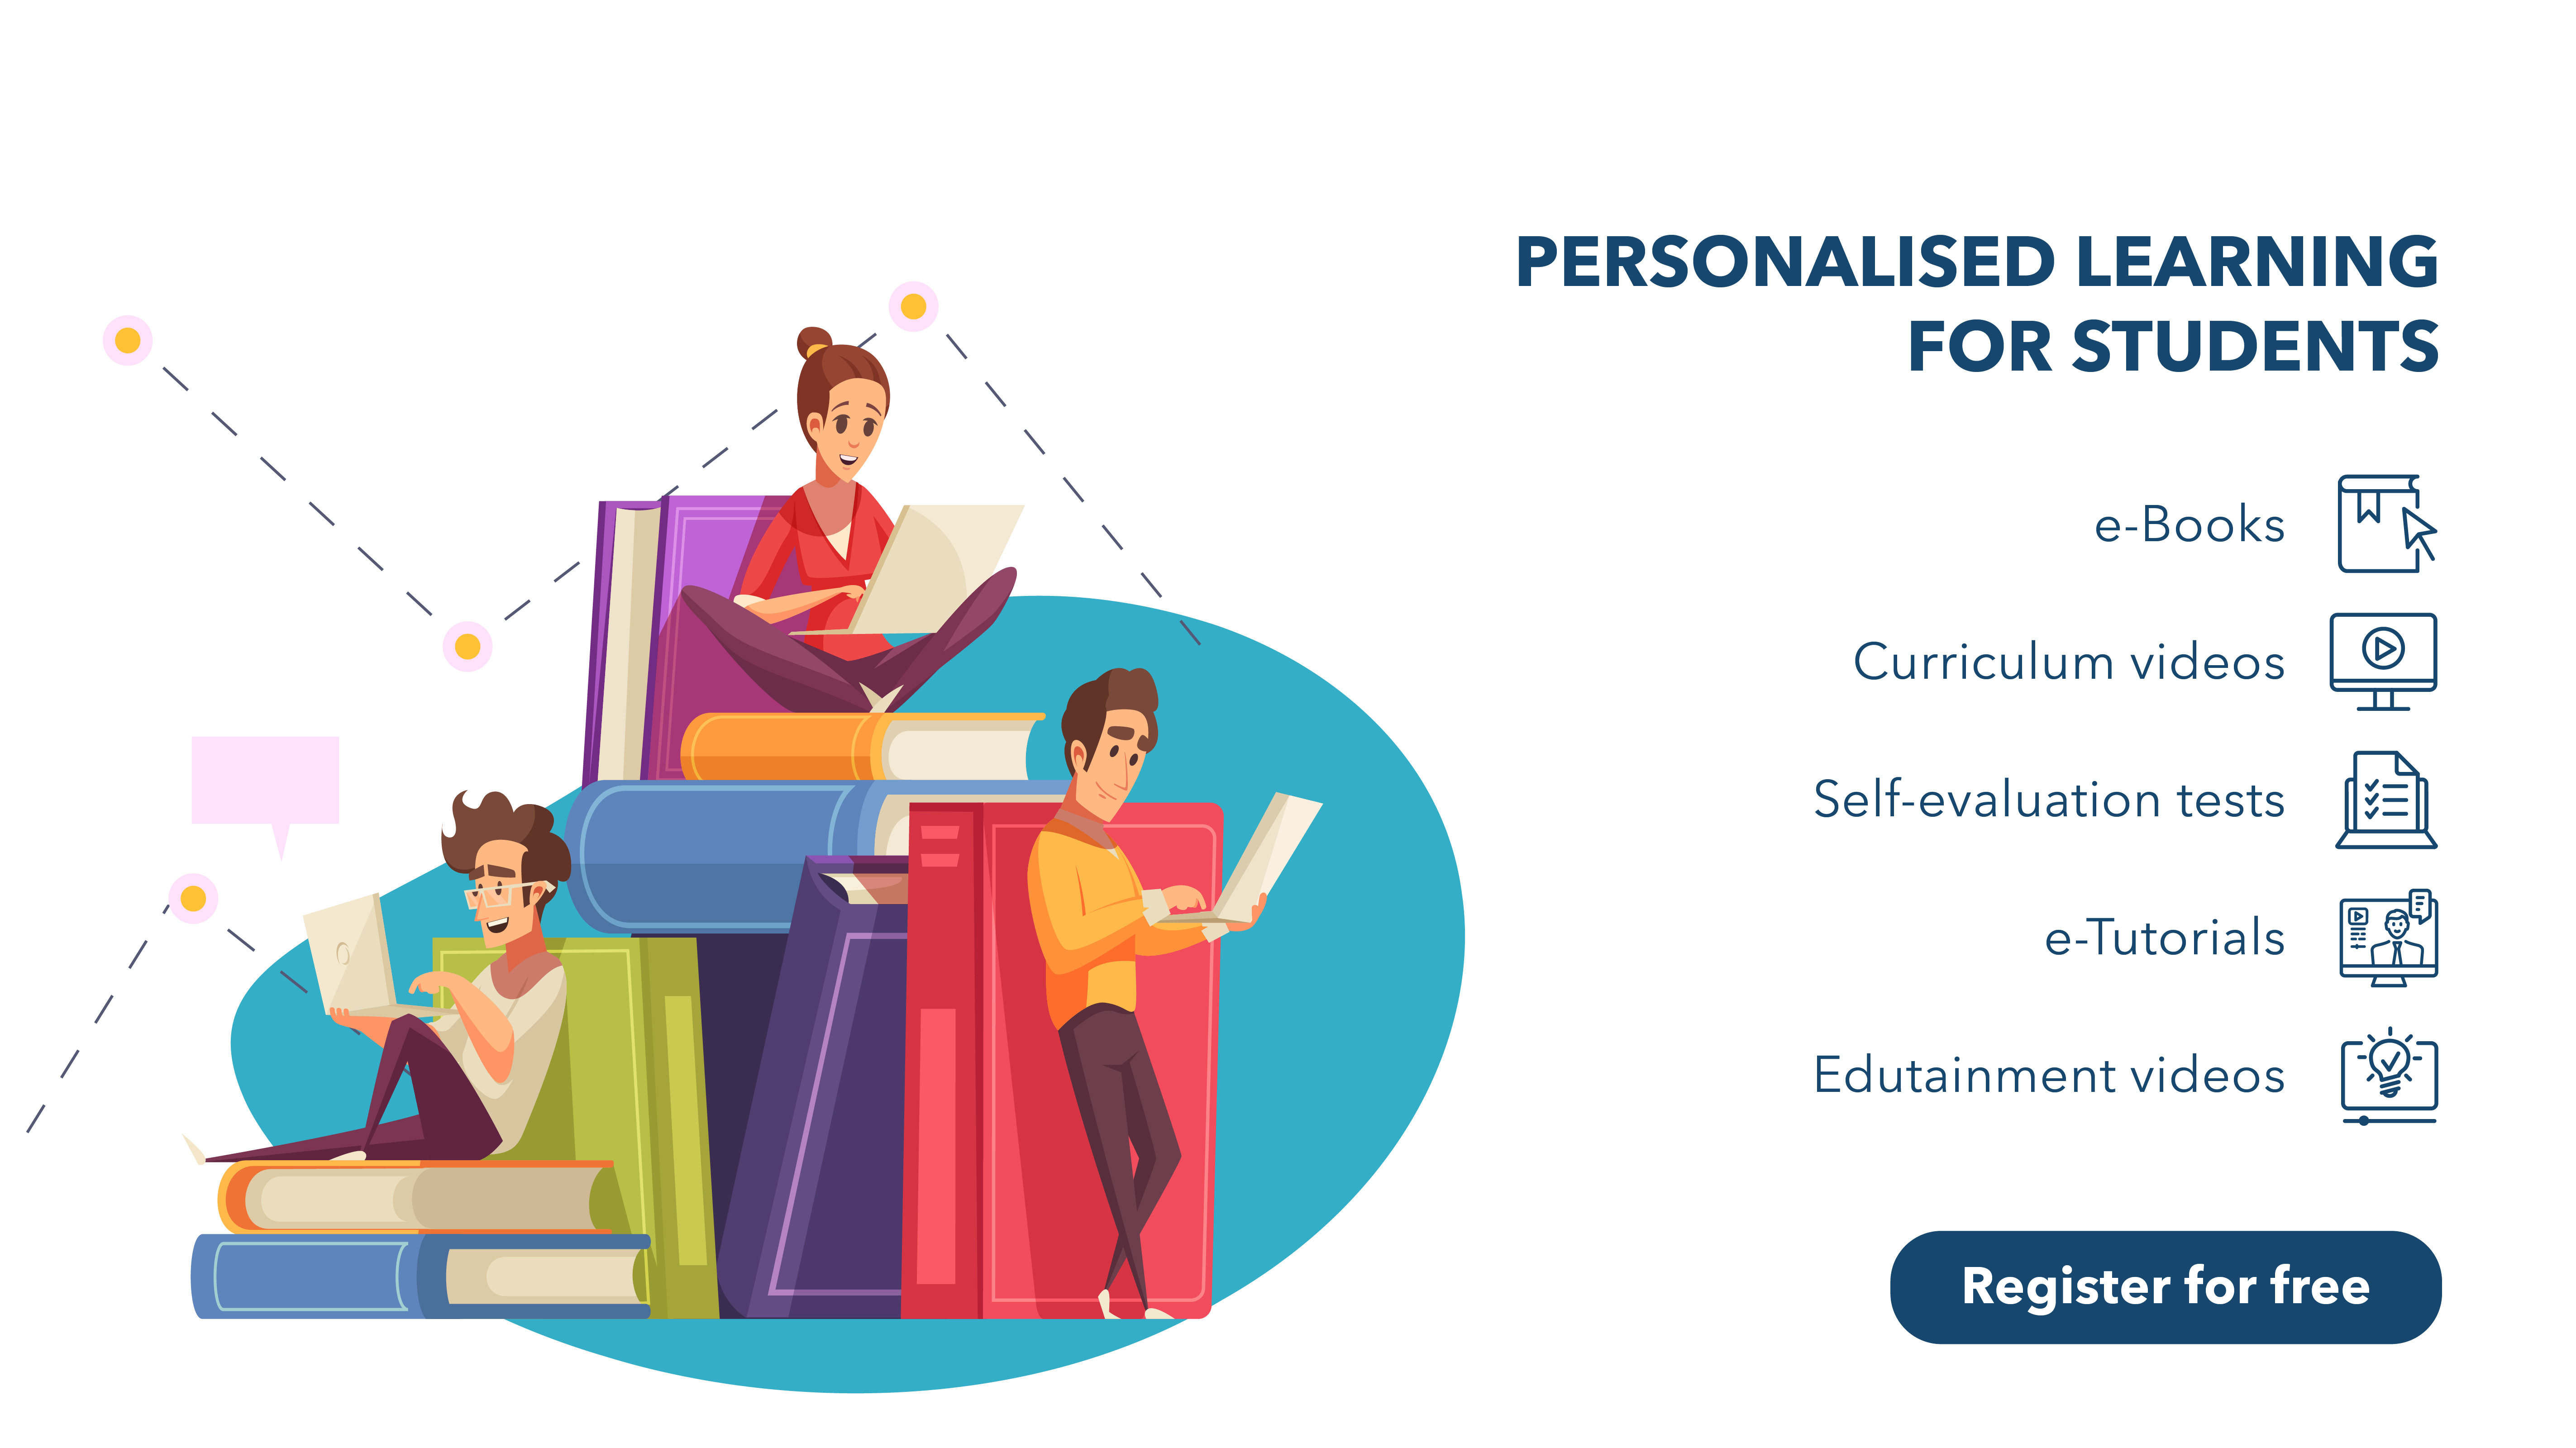 PERSONALISED LEARNING
FOR STUDENTS
e-Books
Curriculum videos
Self-evaluation tests
e-Tutorials
Edutainment videos
Register for free